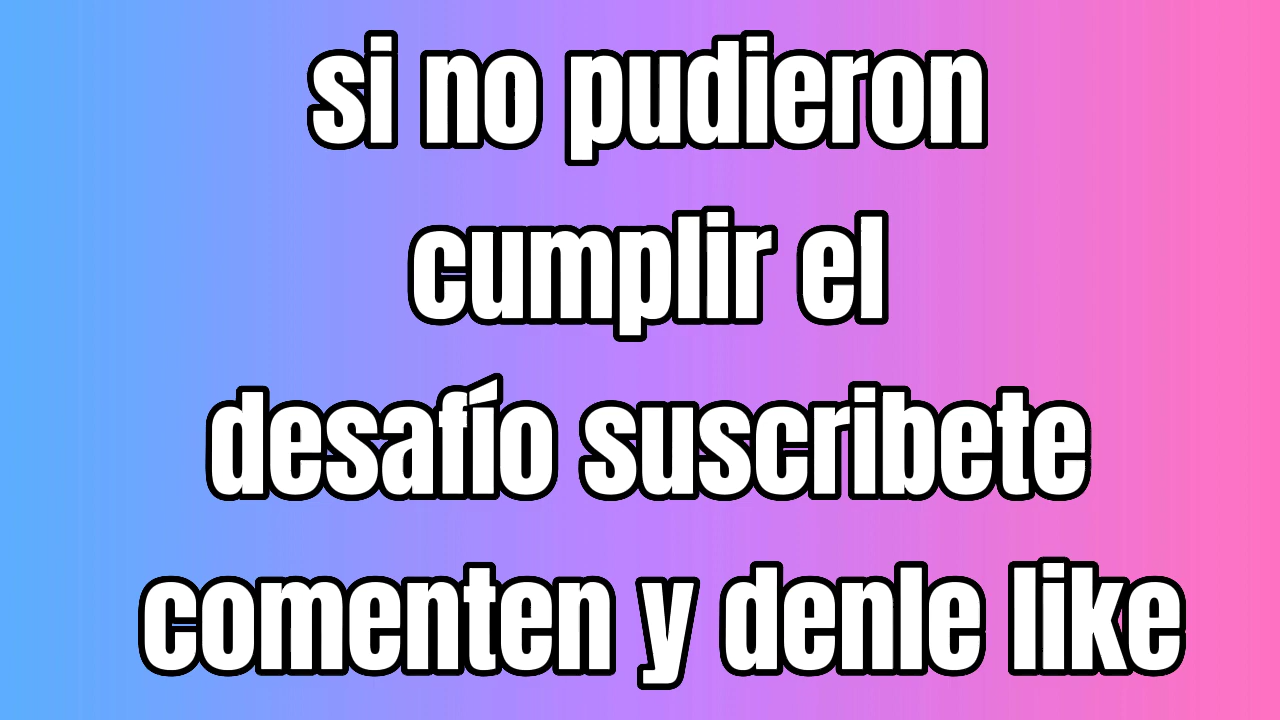 si no pudieron
cumplir el
desafío suscribete
comenten y denle like